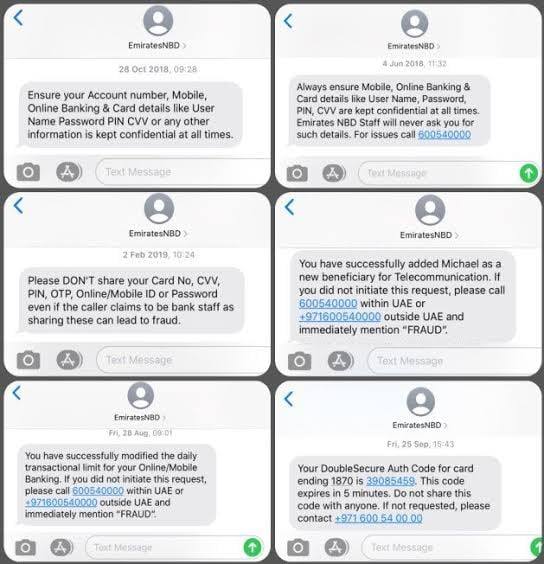 EmiratesNBD >
28 Oct 2018, 09:28
Ensure your Account number, Mobile,
Online Banking & Card details like User
Name Password PIN CVV or any other
information is kept confidential at all times.
Text Message
EmiratesNBD >
4 Jun 2018, 11:32
Always ensure Mobile, Online Banking &
Card details like User Name, Password,
PIN, CVV are kept confidential at all times.
Emirates NBD Staff will never ask you for
such details. For issues call 600540000
Text Message
EmiratesNBD >
2 Feb 2019, 10:24
Please DON'T share your Card No, CVV,
PIN, OTP, Online/Mobile ID or Password
even if the caller claims to be bank staff as
sharing these can lead to fraud.
Text Message
EmiratesNBD >
You have successfully added Michael as a
new beneficiary for Telecommunication. If
you did not initiate this request, please call
600540000 within UAE or
+971600540000 outside UAE and
immediately mention "FRAUD".
Text Message
EmiratesNBD >
Fri, 28 Aug, 09:01
You have successfully modified the daily
transactional limit for your Online/Mobile
Banking. If you did not initiate this request,
please call 600540000 within UAE or
+971600540000 outside UAE and
immediately mention "FRAUD".
Text Message
EmiratesNBD >
Fri, 25 Sep, 15:43
Your DoubleSecure Auth Code for card
ending 1870 is 39085459. This code
expires in 5 minutes. Do not share this
code with anyone. If not requested, please
contact +971 600 54 00 00
Text Message